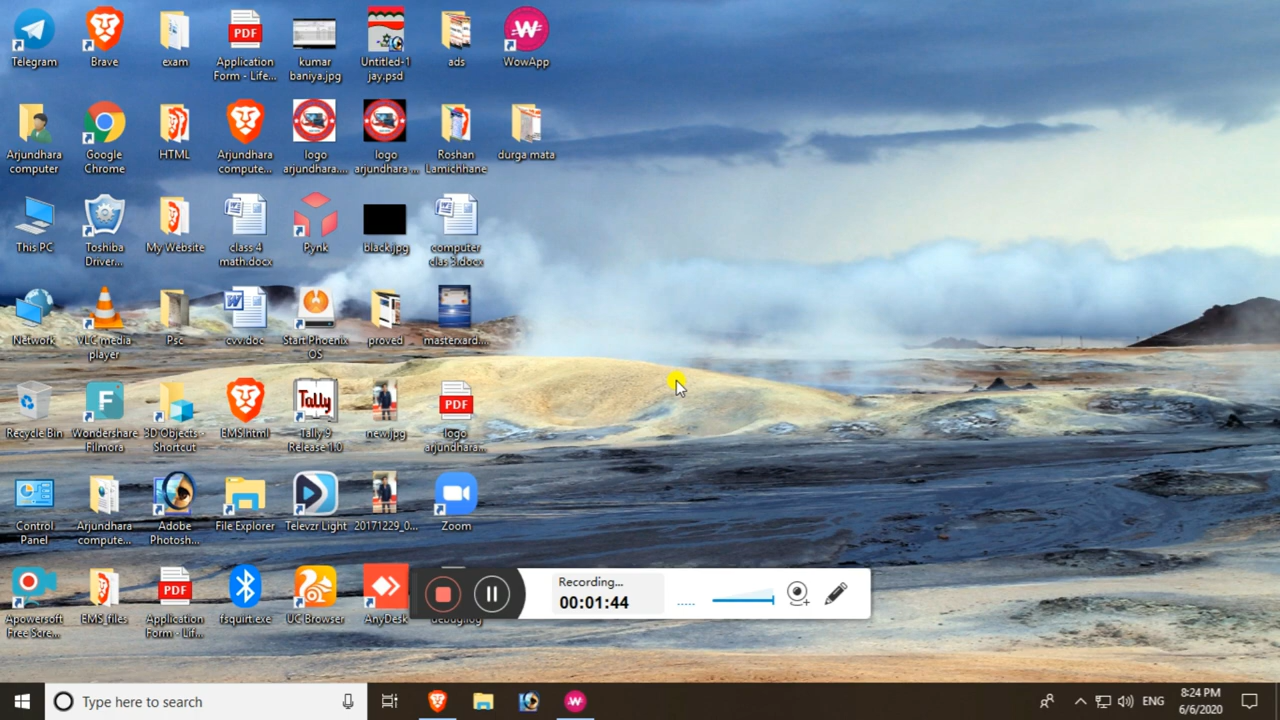 Telegram
Brave
exam
PDF
Application
Form - Life...
kumar
baniya.jpg
Untitled-1
jay.psd
ads
WowApp
Arjundhara
computer
Google
Chrome
HTML
Arjundhara
compute...
logo
arjundhara....
logo
arjundhara ...
Roshan
Lamichhane
durga mata
This PC
Toshiba
Driver...
My Website
class 4
math.docx
Pynk
black.jpg
computer
clas 3.docx
Network
VLC media
player
Psc
cvv.doc
Start Phoenix
OS
proved
masterxard...
Recycle Bin
Wondershare
Filmora
3D Objects -
Shortcut
EMS.html
Tally
Tally 9
Release 1.0
new.jpg
PDF
logo
arjundhara...
Control
Panel
Arjundhara
compute...
Adobe
Photosh...
File Explorer
Televzr Light
20171229_0...
Zoom
Apowersoft
Free Scre...
EMS_files
PDF
Application
Form - Lif...
fsquirt.exe
UC Browser
AnyDesk
debug.log
Recording...
00:01:44
Type here to search
ENG
8:24 PM
6/6/2020